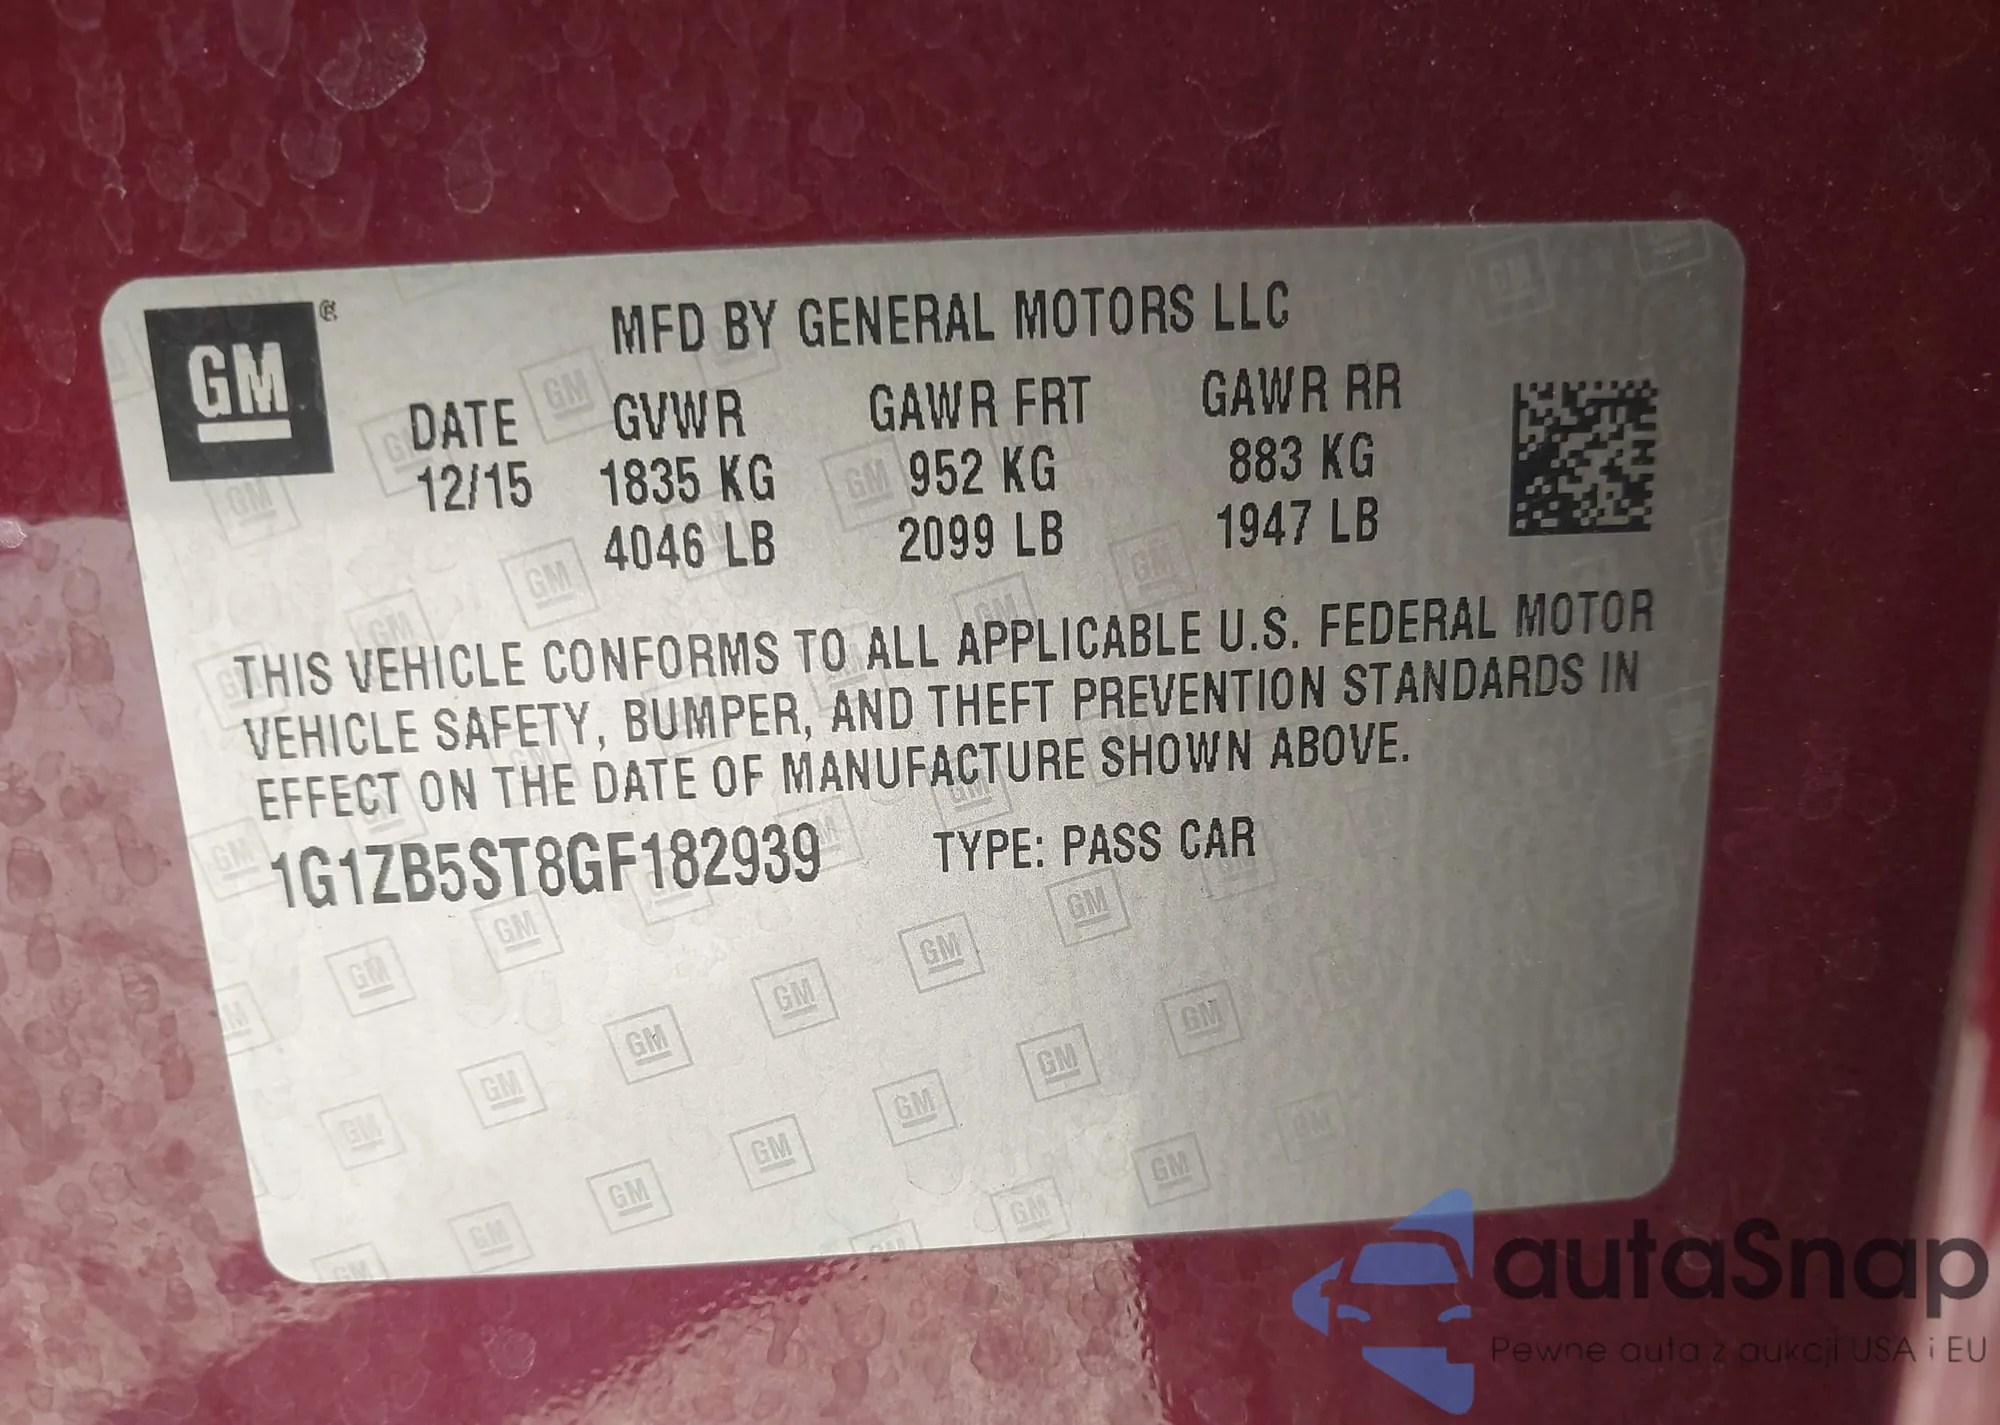 GM ®
MFD BY GENERAL MOTORS LLC
DATE GVWR GAWR FRT GAWR RR
12/15 1835 KG 952 KG 883 KG
4046 LB 2099 LB 1947 LB
THIS VEHICLE CONFORMS TO ALL APPLICABLE U.S. FEDERAL MOTOR
VEHICLE SAFETY, BUMPER, AND THEFT PREVENTION STANDARDS IN
EFFECT ON THE DATE OF MANUFACTURE SHOWN ABOVE.
1G1ZB5ST8GF182939 TYPE: PASS CAR
autaSnap
Pewne auta z aukcji USA i EU